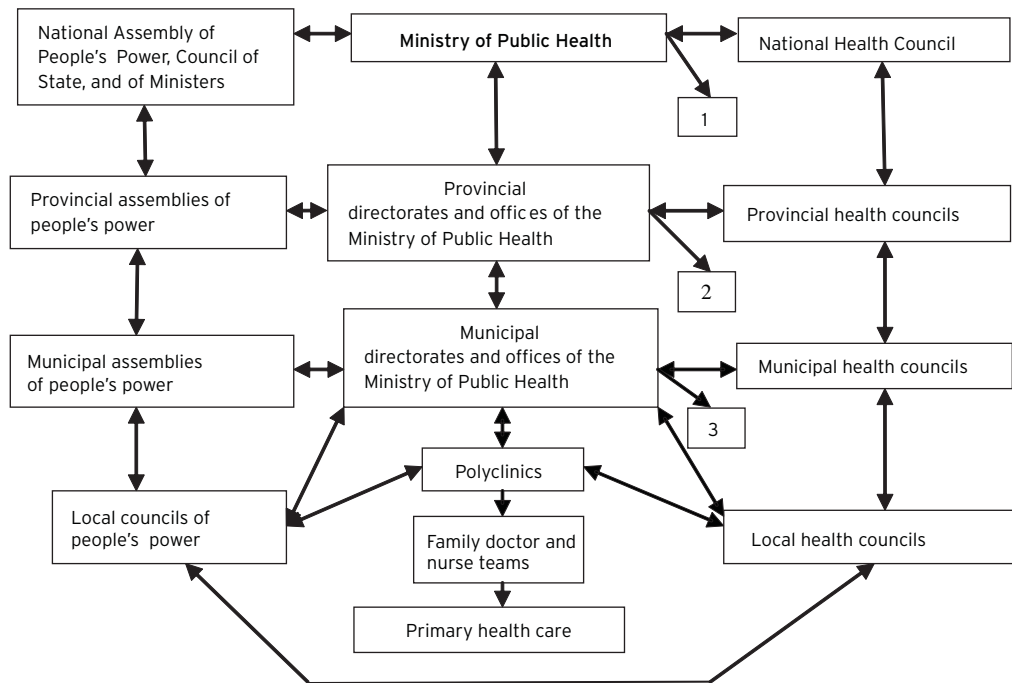 National Assembly of
People's Power, Council of
State, and of Ministers
Ministry of Public Health
National Health Council
1
Provincial assemblies of
people's power
Provincial
directorates and offices of the
Ministry of Public Health
Provincial health councils
2
Municipal assemblies
of people's power
Municipal
directorates and offices of the
Ministry of Public Health
Municipal health councils
3
Polyclinics
Local councils of
people's power
Family doctor and
nurse teams
Local health councils
Primary health care